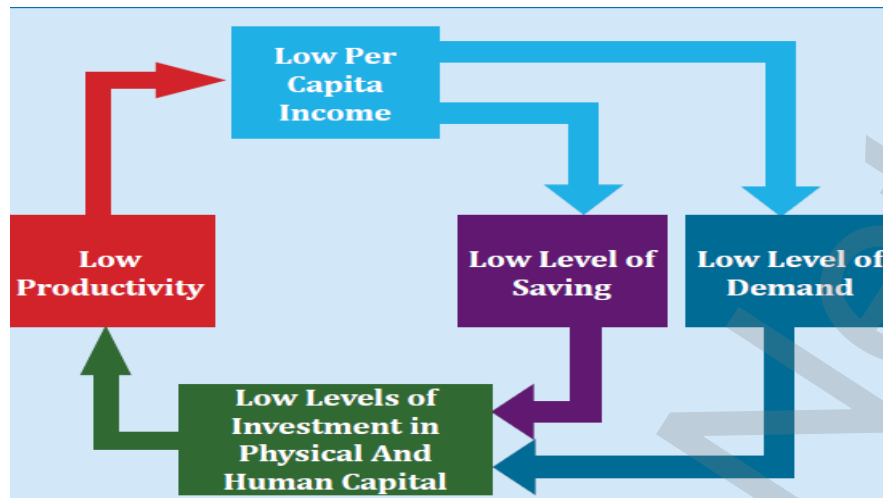 Low Per
Capita
Income
Low
Productivity
Low Level of
Saving
Low Level of
Demand
Low Levels of
Investment in
Physical And
Human Capital